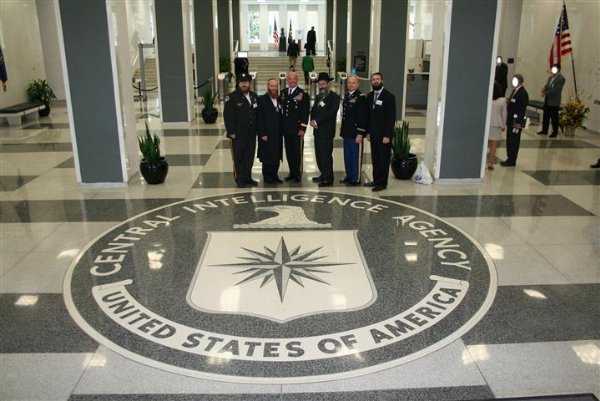 CENTRAL INTELLIGENCE AGENCY
UNITED STATES OF AMERICA